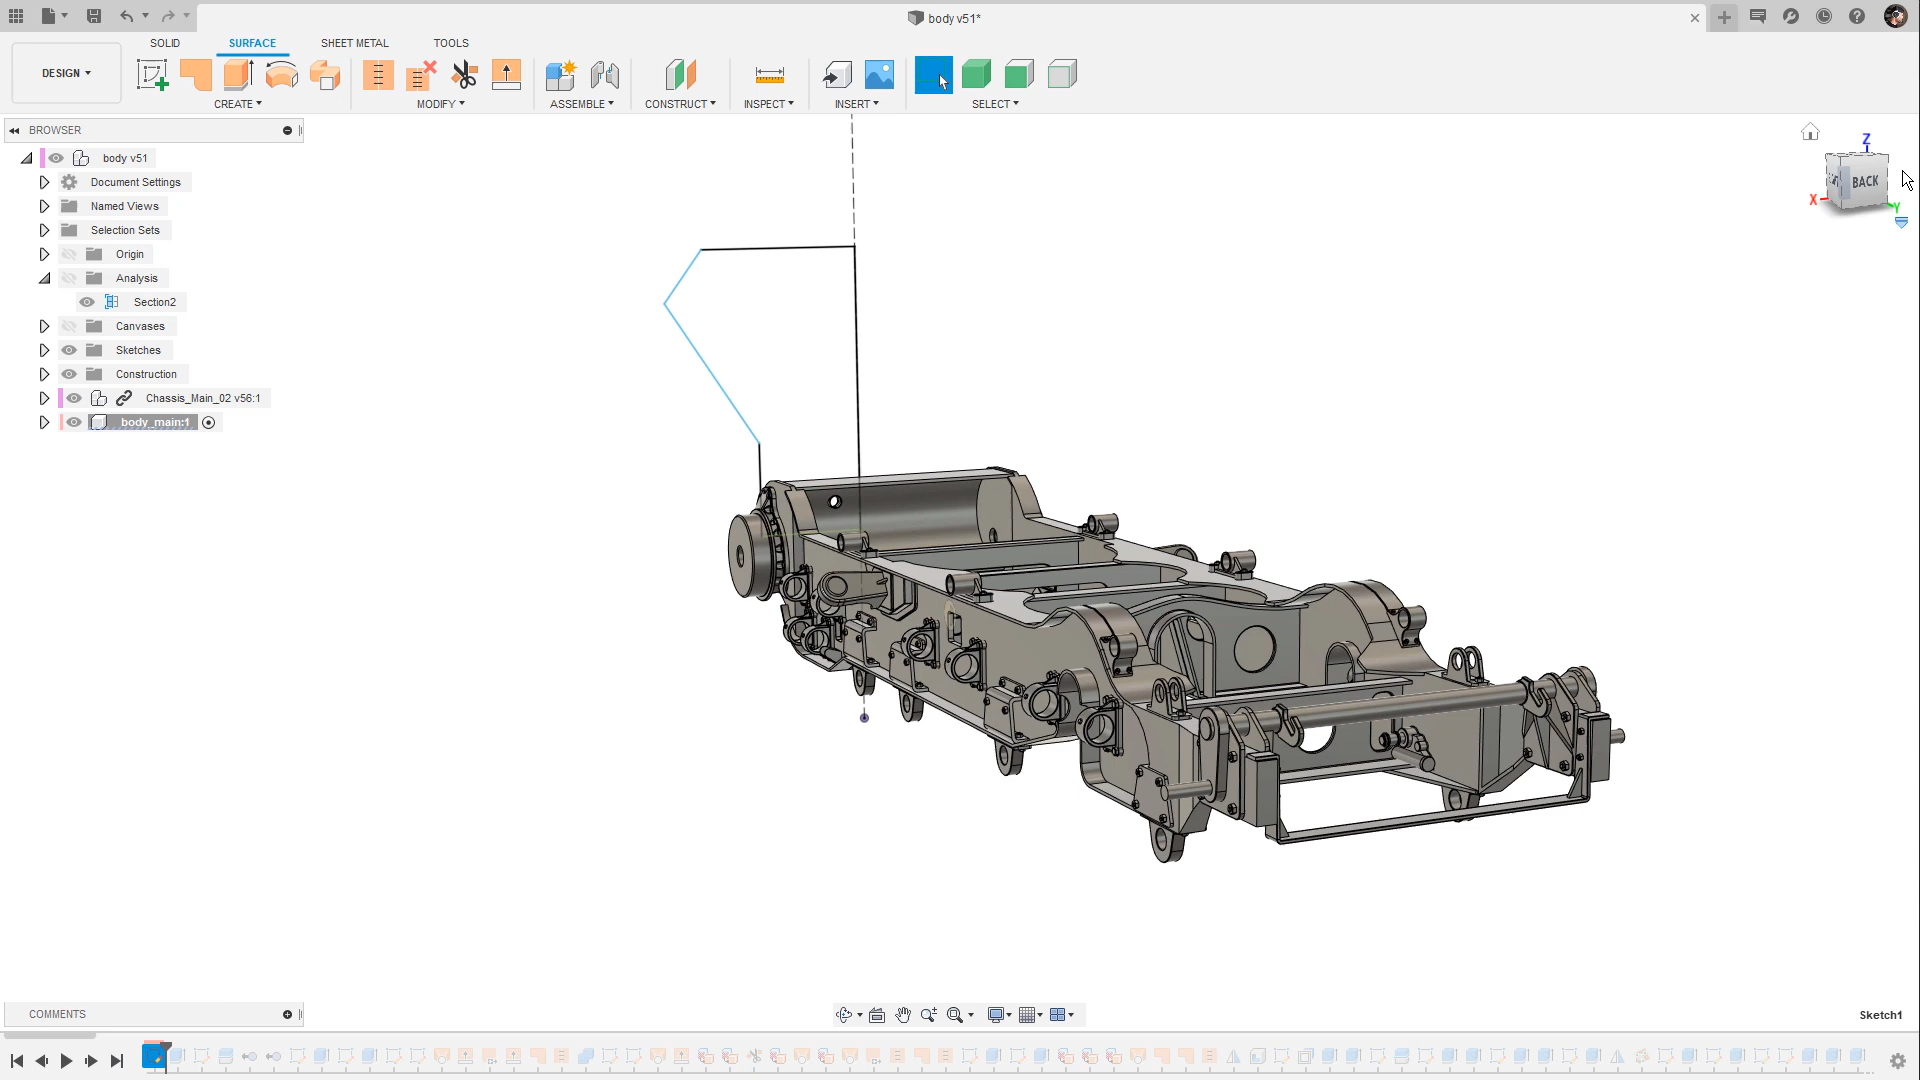 body v51*
DESIGN
SOLID
SURFACE
SHEET METAL
TOOLS
CREATE
MODIFY
ASSEMBLE
CONSTRUCT
INSPECT
INSERT
SELECT
BROWSER
body v51
Document Settings
Named Views
Selection Sets
Origin
Analysis
Section2
Canvases
Sketches
Construction
Chassis_Main_02 v56:1
body_main:1
Z
BACK
X
Y
COMMENTS
Sketch1